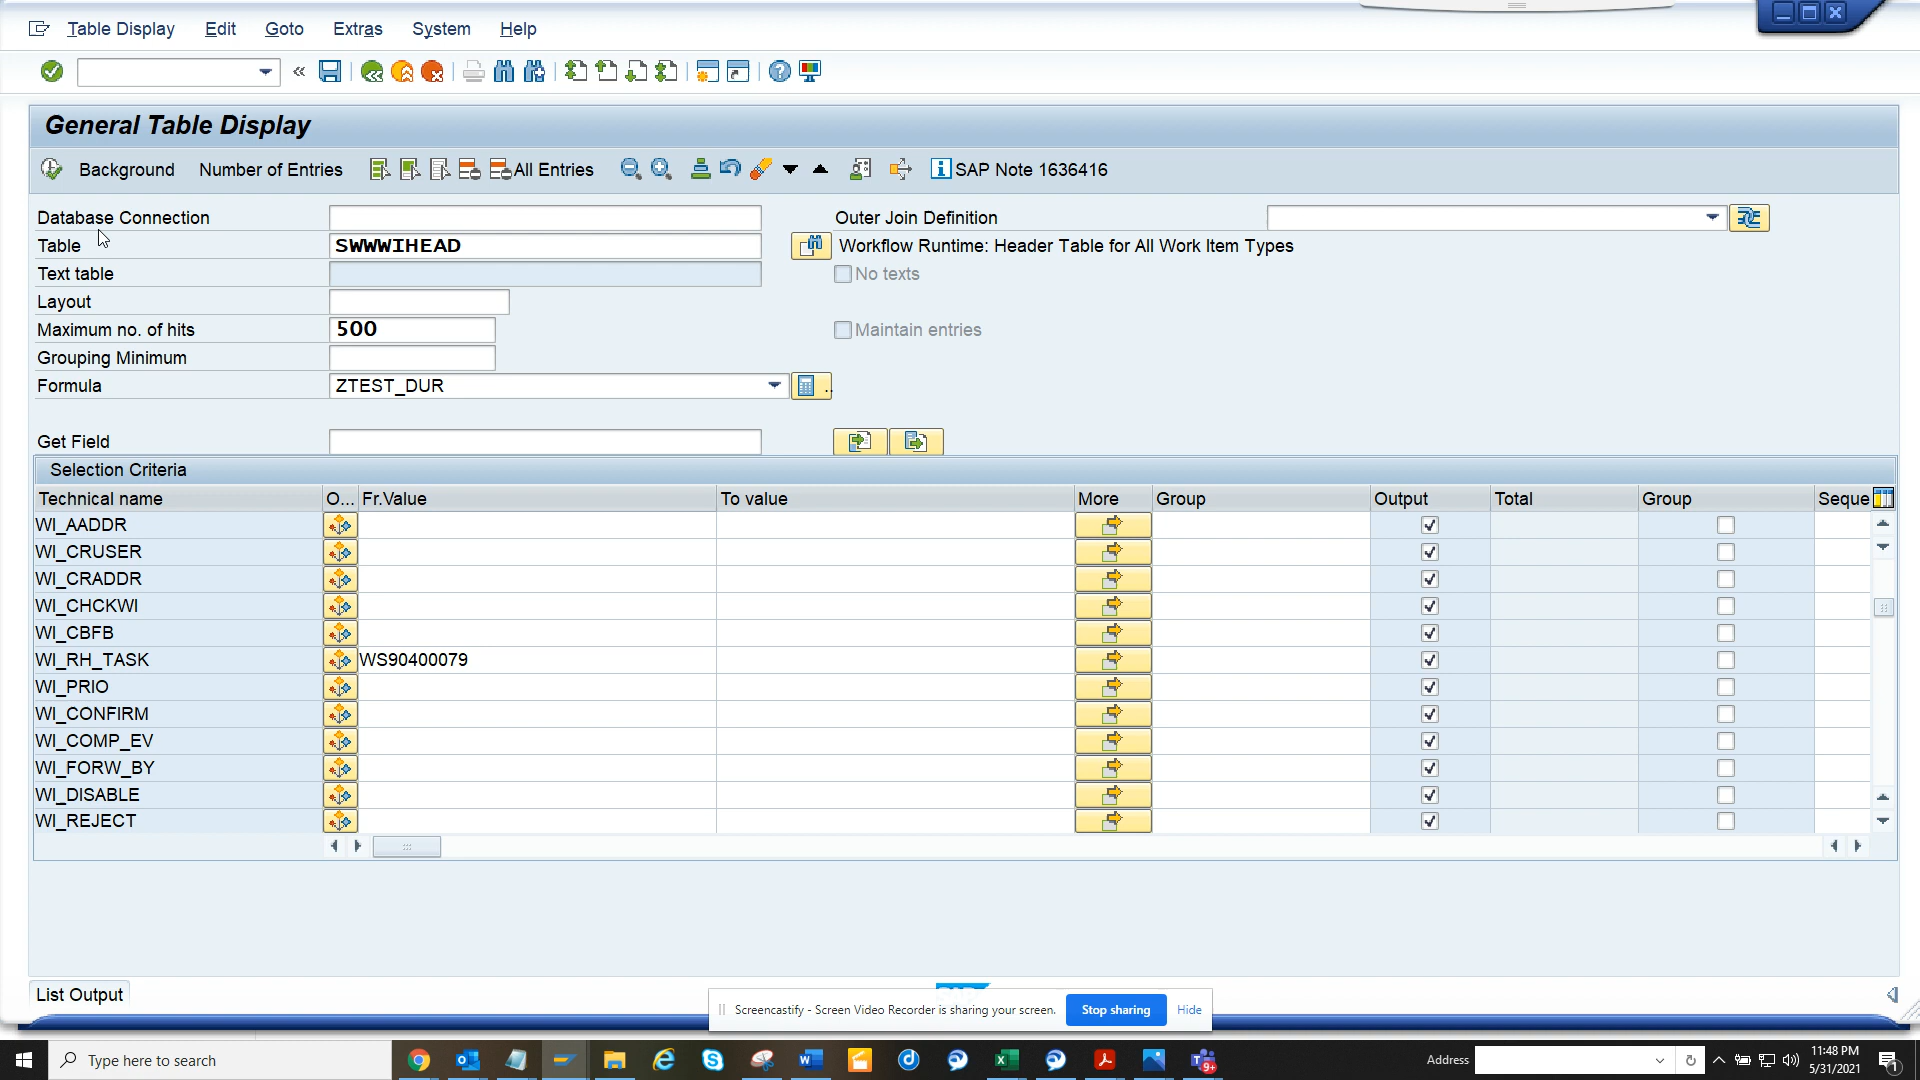 Table Display Edit Goto Extras System Help
General Table Display
Background Number of Entries All Entries SAP Note 1636416
Database Connection Outer Join Definition
Table SWWWIHEAD Workflow Runtime: Header Table for All Work Item Types
Text table No texts
Layout
Maximum no. of hits 500 Maintain entries
Grouping Minimum
Formula ZTEST_DUR ..
Get Field
Selection Criteria
Technical name O... Fr.Value To value More Group Output Total Group Seque
WI_AADDR
WI_CRUSER
WI_CRADDR
WI_CHCKWI
WI_CBFB
WI_RH_TASK WS90400079
WI_PRIO
WI_CONFIRM
WI_COMP_EV
WI_FORW_BY
WI_DISABLE
WI_REJECT
List Output
Screencastify - Screen Video Recorder is sharing your screen. Stop sharing Hide
Type here to search Address 11:48 PM
5/31/2021